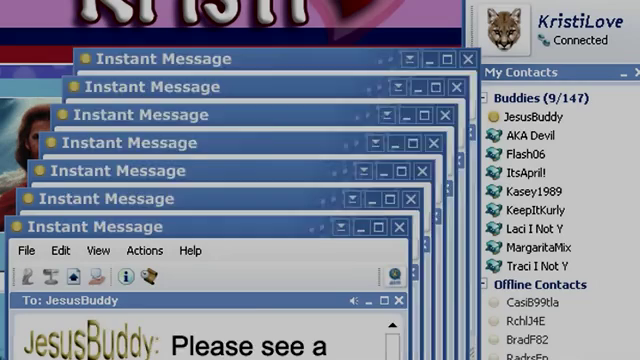 Kristi
KristiLove
Connected
Instant Message
Instant Message
Instant Message
Instant Message
Instant Message
Instant Message
Instant Message
File Edit View Actions Help
To: JesusBuddy
JesusBuddy: Please see a
My Contacts
Buddies (9/147)
JesusBuddy
AKA Devil
Flash06
ItsApril!
Kasey1989
KeepItKurly
Laci I Not Y
MargaritaMix
Traci I Not Y
Offline Contacts
CasiB99tla
RchlJ4E
BradF82
RadrsEp